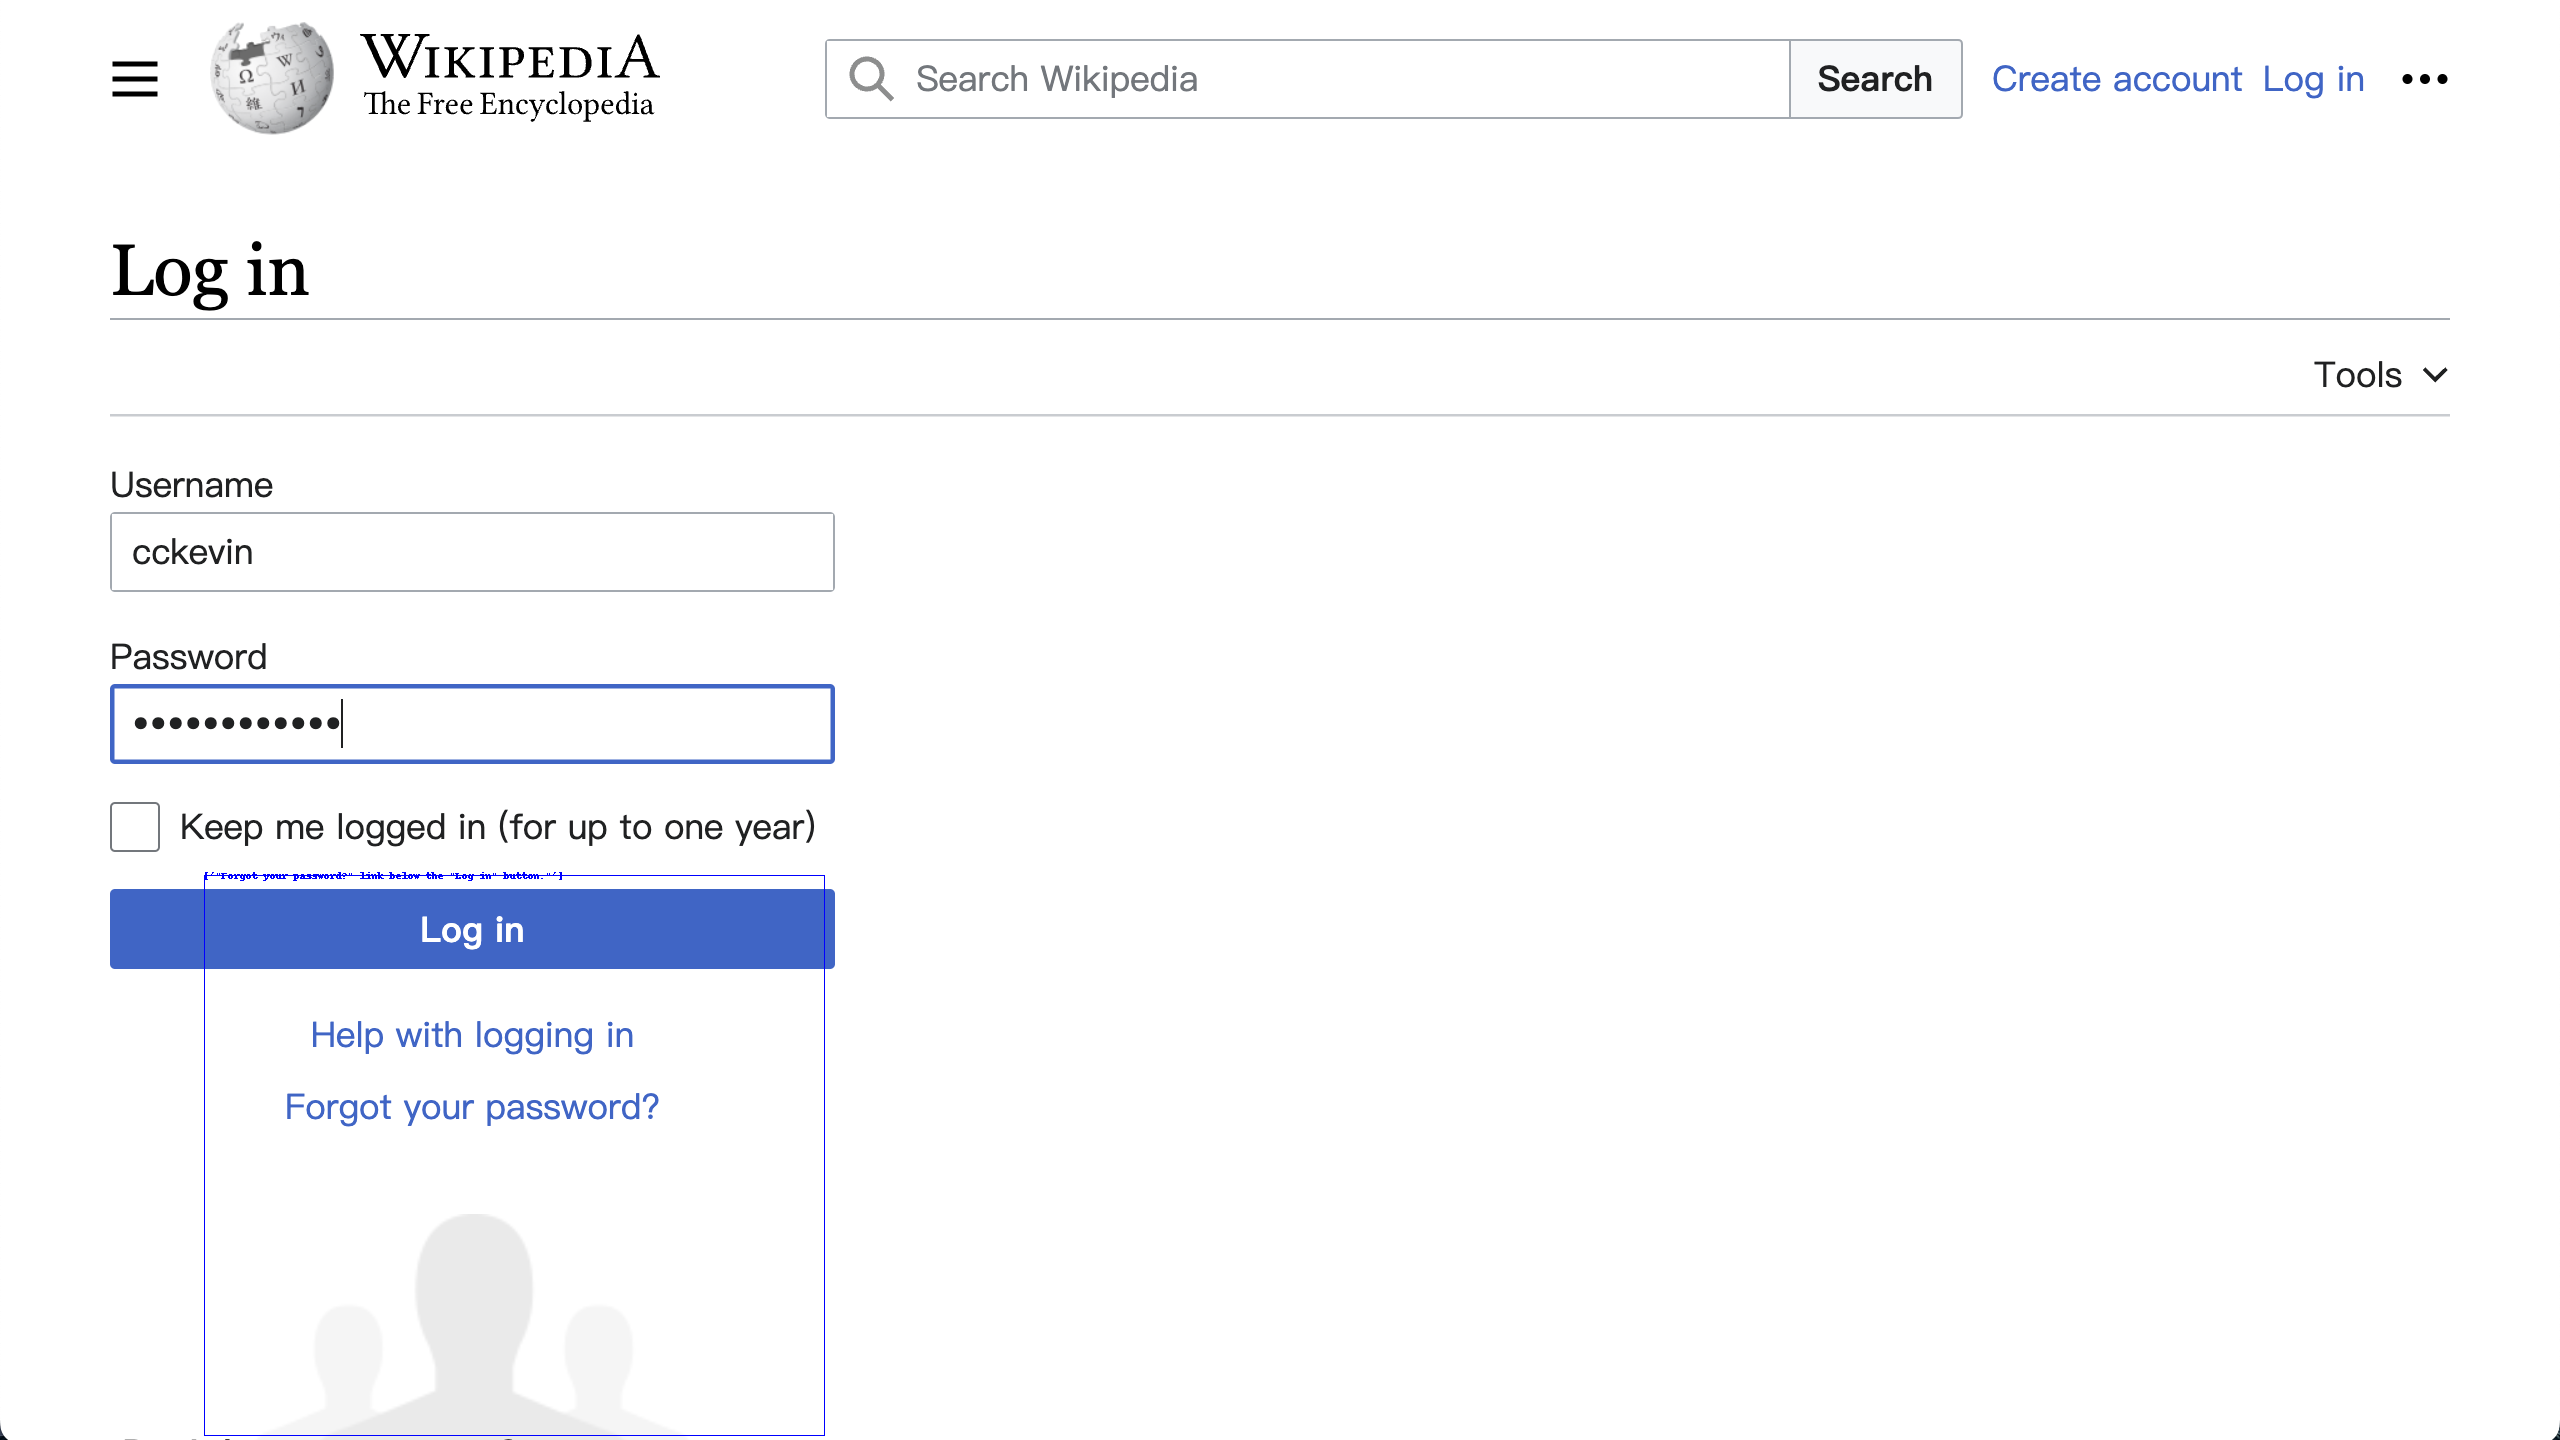 WIKIPEDIA
The Free Encyclopedia
Search Wikipedia
Search
Create account Log in
Log in
Tools
Username
cckevin
Password
Keep me logged in (for up to one year)
["Forgot your password?" link below the "Log in" button."/]
Log in
Help with logging in
Forgot your password?